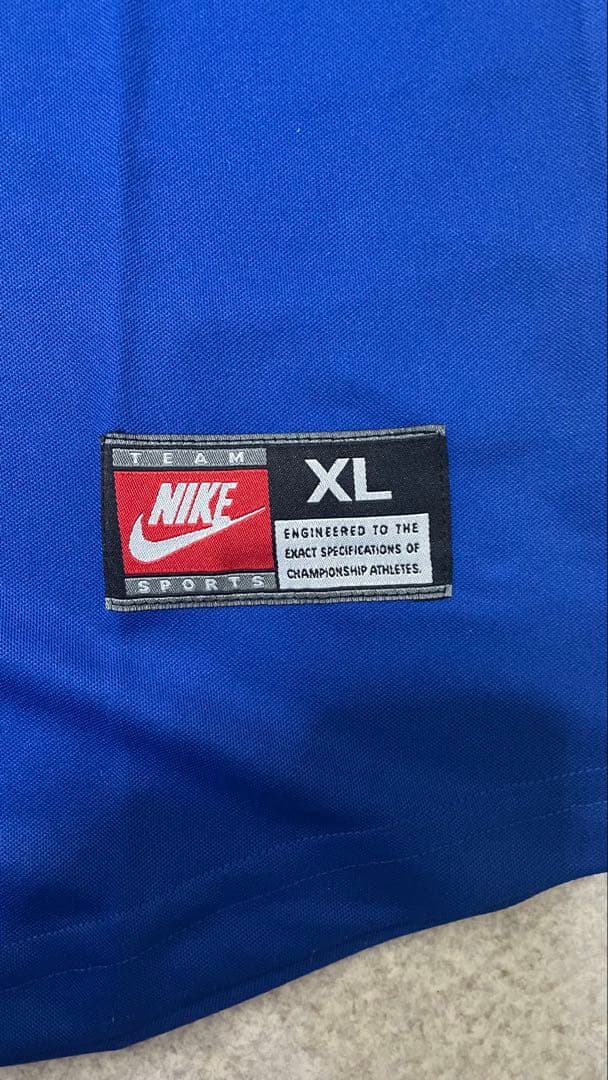 TEAM
NIKE
SPORTS
XL
ENGINEERED TO THE
EXACT SPECIFICATIONS OF
CHAMPIONSHIP ATHLETES.